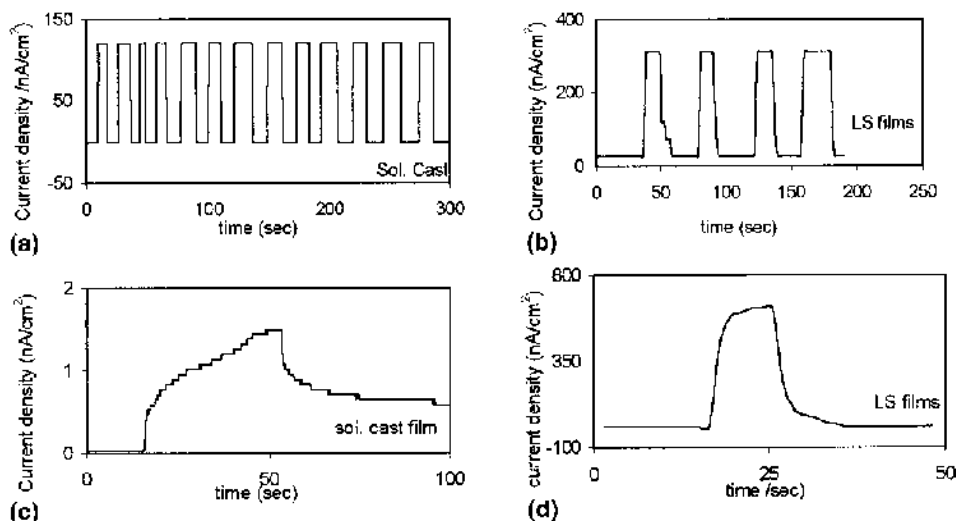 150
50
-50
0
100
200
300
Current density /nA/cm²)
time (sec)
Sol. Cast
(a)
400
200
0
0
50
100
150
200
250
Current density (nA/cm²)
time (sec)
LS films
(b)
2
1
0
0
50
100
Current density (nA/cm²)
time (sec)
soi. cast film
(c)
600
350
-100
0
25
50
current density (nA/cm²)
time /sec)
LS films
(d)